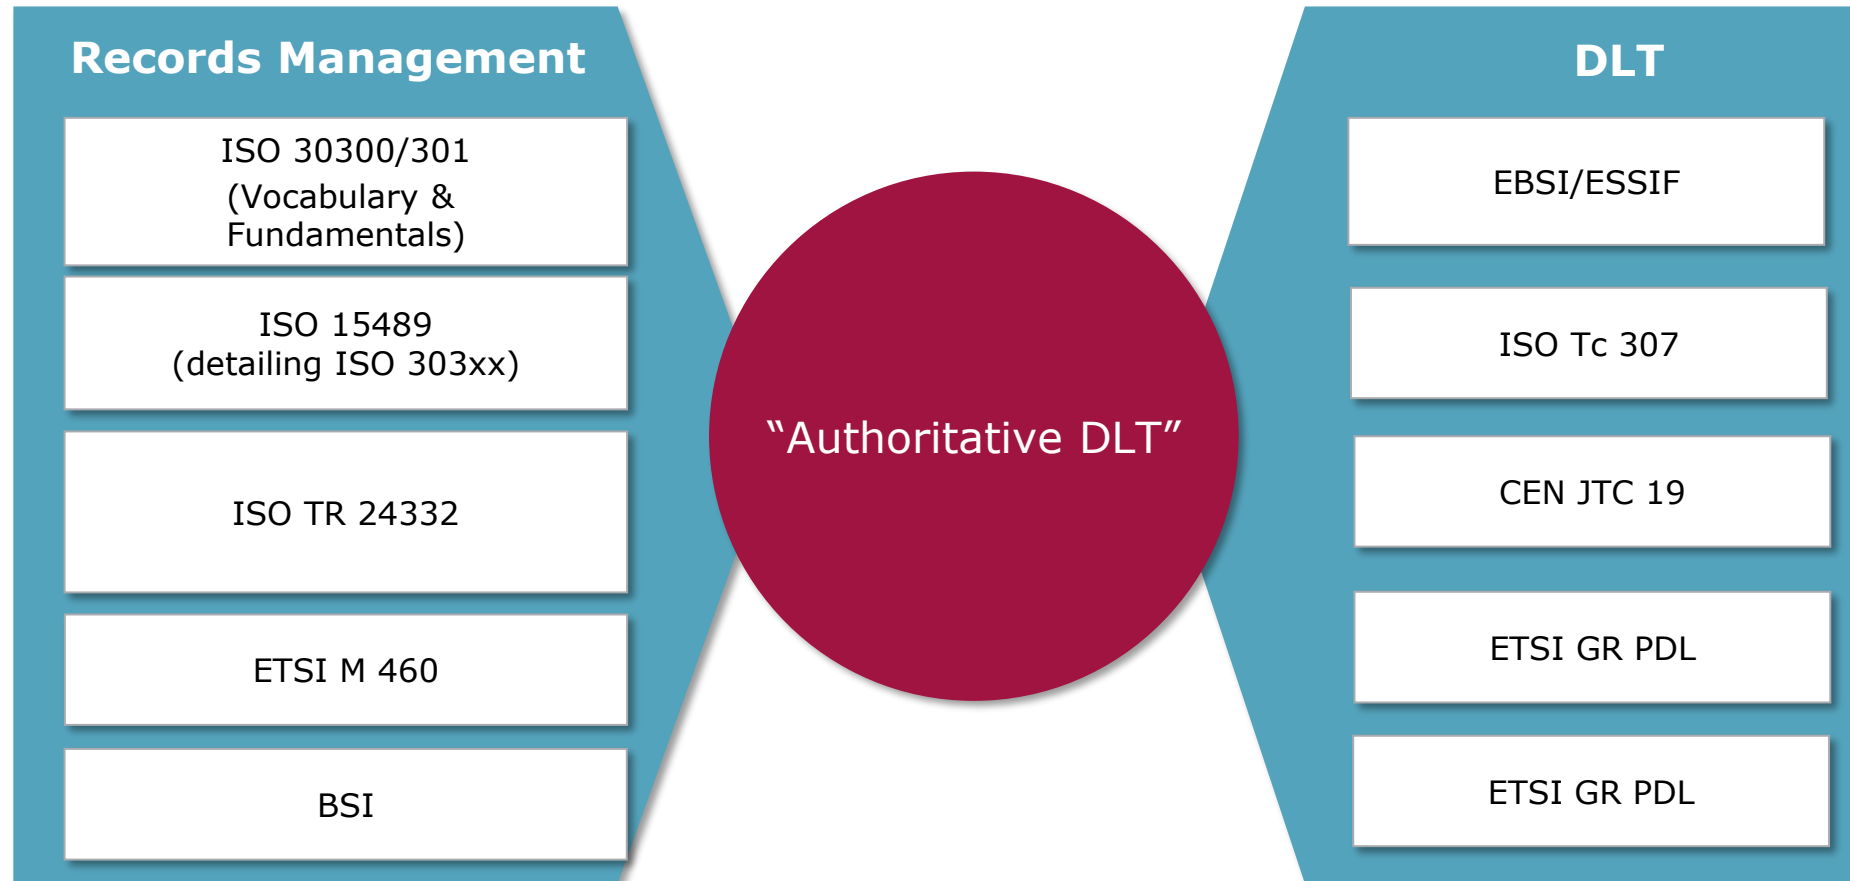 Records Management
ISO 30300/301
(Vocabulary &
Fundamentals)
ISO 15489
(detailing ISO 303xx)
ISO TR 24332
ETSI M 460
BSI
“Authoritative DLT”
DLT
EBSI/ESSIF
ISO Tc 307
CEN JTC 19
ETSI GR PDL
ETSI GR PDL